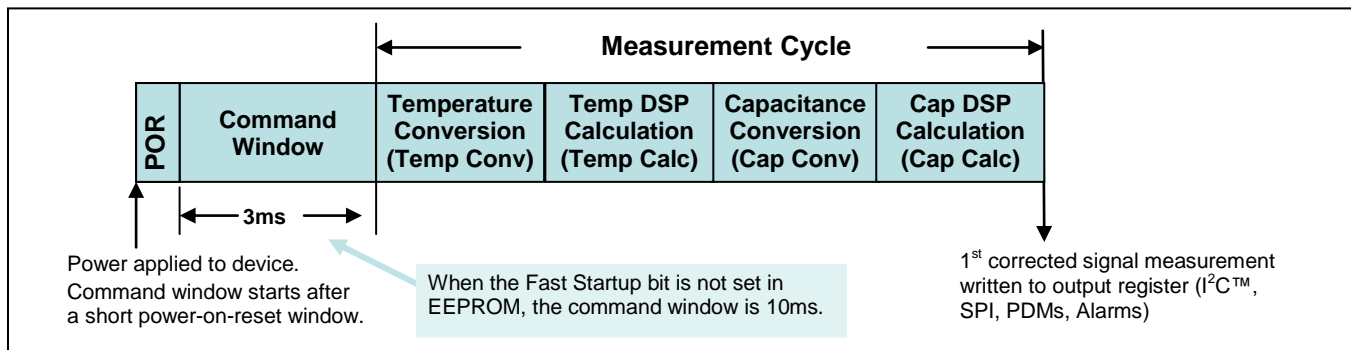 Measurement Cycle
POR
Command
Window
Temperature
Conversion
(Temp Conv)
Temp DSP
Calculation
(Temp Calc)
Capacitance
Conversion
(Cap Conv)
Cap DSP
Calculation
(Cap Calc)
3ms
Power applied to device.
Command window starts after
a short power-on-reset window.
When the Fast Startup bit is not set in
EEPROM, the command window is 10ms.
1st corrected signal measurement
written to output register (I2C™,
SPI, PDMs, Alarms)